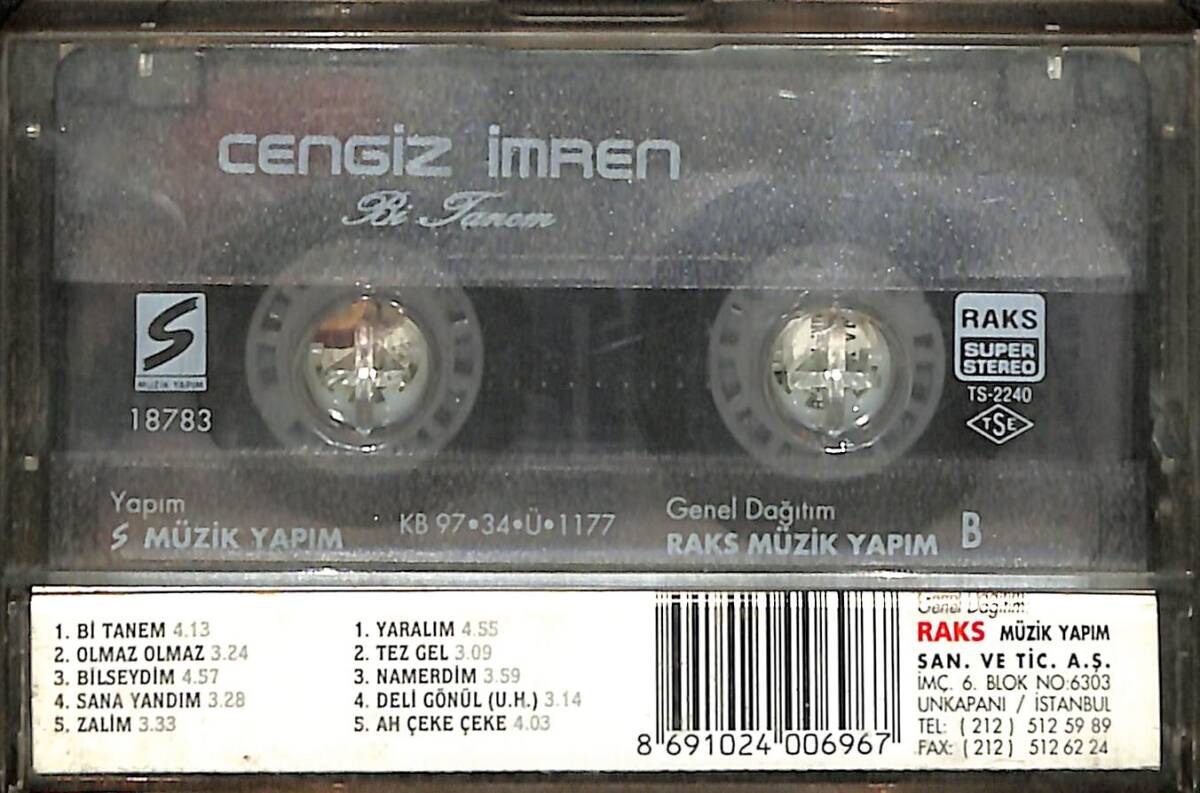 CENGİZ İMREN
Bi Tanem
S
MÜZİK YAPIM
18783
RAKS
SUPER
STEREO
TS-2240
TSE
Yapım
S MÜZİK YAPIM
KB 97•34•Ü•1177
Genel Dağıtım
RAKS MÜZİK YAPIM
B
1. Bİ TANEM 4.13
2. OLMAZ OLMAZ 3.24
3. BİLSEYDİM 4.57
4. SANA YANDIM 3.28
5. ZALİM 3.33
1. YARALIM 4.55
2. TEZ GEL 3.09
3. NAMERDİM 3.59
4. DELİ GÖNÜL (U.H.) 3.14
5. AH ÇEKE ÇEKE 4.03
8 691024 006967
Genel Dağıtım:
RAKS MÜZİK YAPIM
SAN. VE TİC. A.Ş.
İMÇ. 6. BLOK NO:6303
UNKAPANI / İSTANBUL
TEL: (212) 512 59 89
FAX: (212) 512 62 24